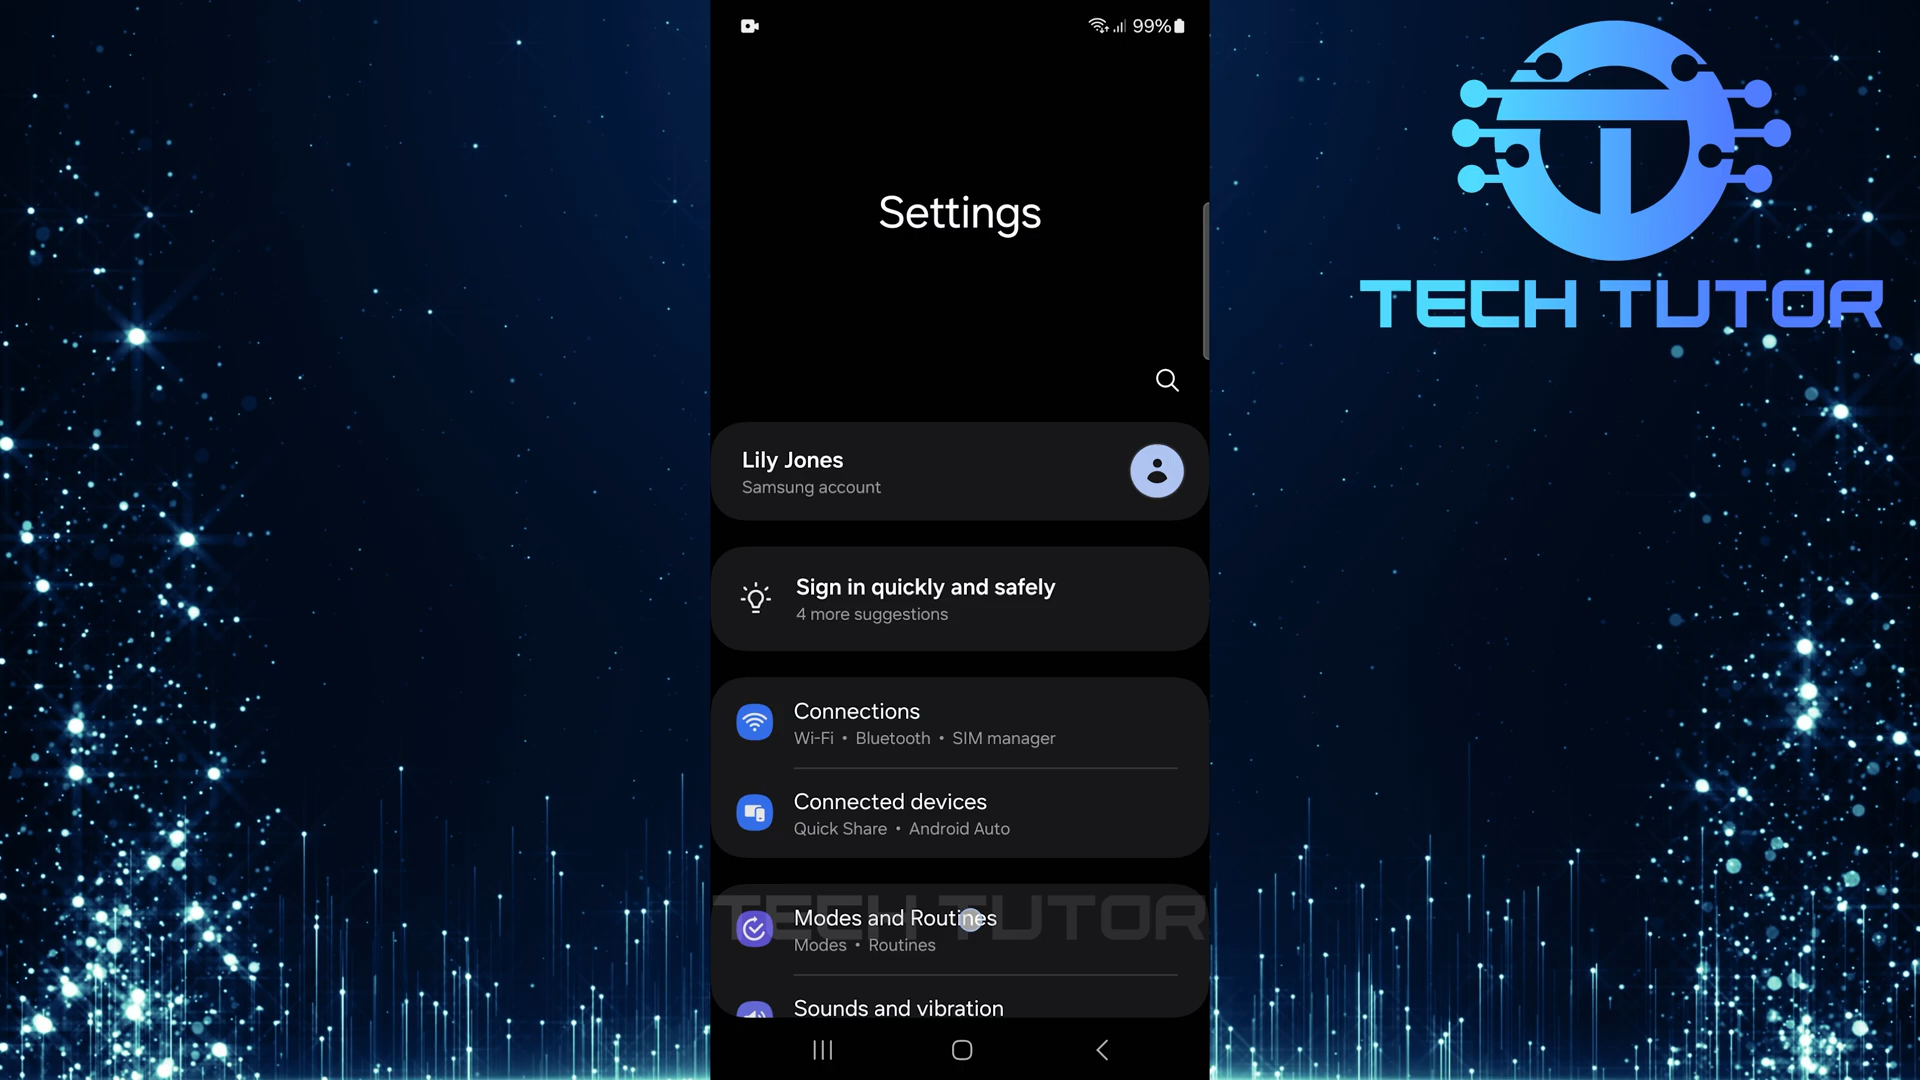 99%
TECH TUTOR
Settings
Lily Jones
Samsung account
Sign in quickly and safely
4 more suggestions
Connections
Wi-Fi • Bluetooth • SIM manager
Connected devices
Quick Share • Android Auto
TECH TUTOR
Modes and Routines
Modes • Routines
Sounds and vibration